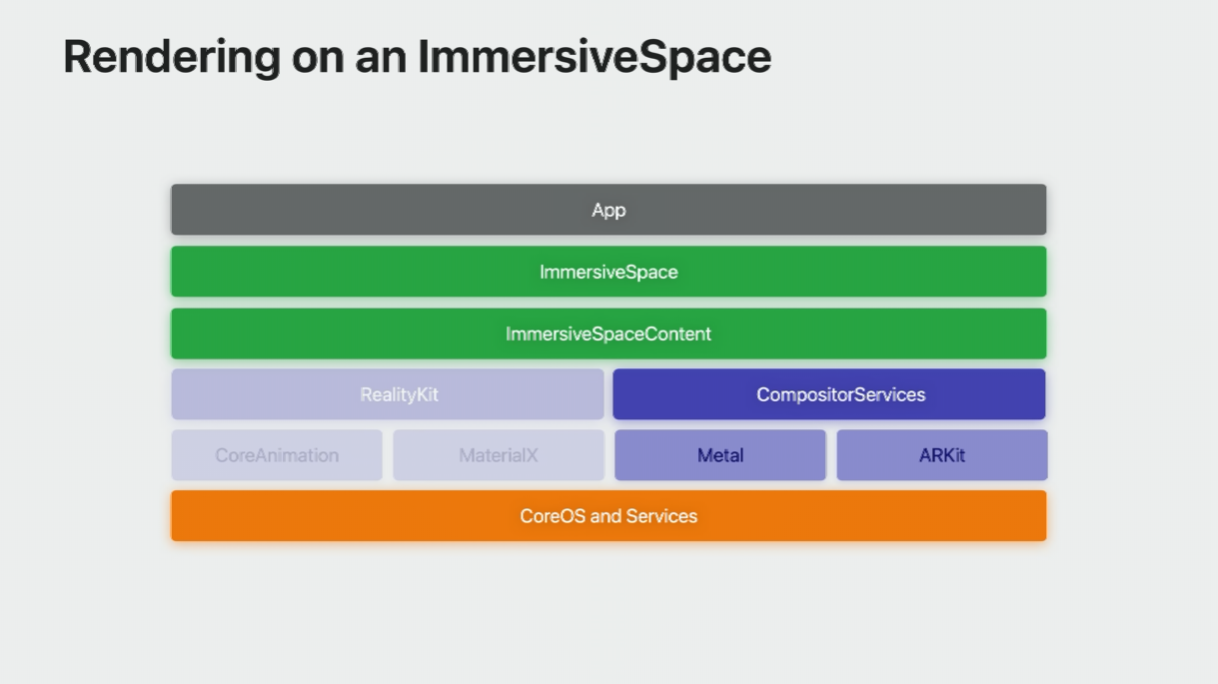 Rendering on an ImmersiveSpace
App
ImmersiveSpace
ImmersiveSpaceContent
RealityKit
CompositorServices
CoreAnimation
MaterialX
Metal
ARKit
CoreOS and Services